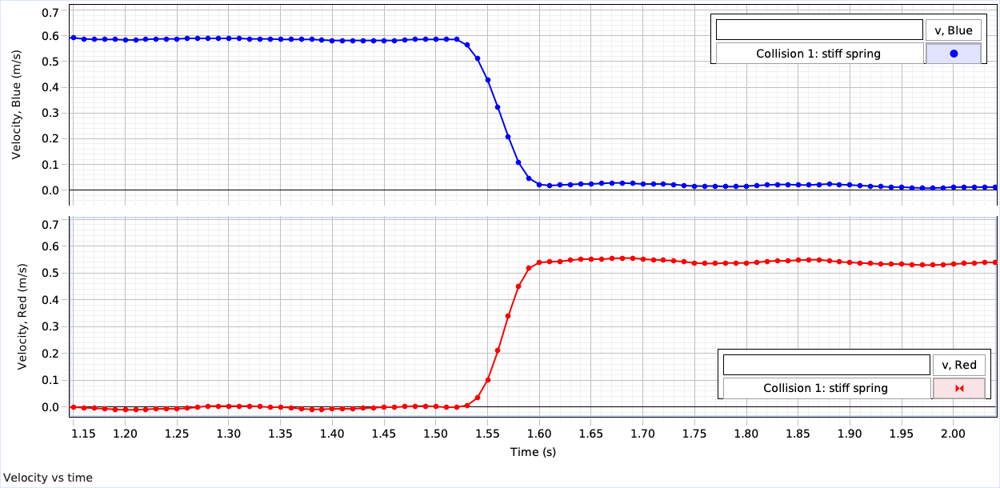 0.7
0.6
0.5
0.4
0.3
0.2
0.1
0.0
Velocity, Blue (m/s)
v, Blue
Collision 1: stiff spring
0.7
0.6
0.5
0.4
0.3
0.2
0.1
0.0
Velocity, Red (m/s)
v, Red
Collision 1: stiff spring
1.15 1.20 1.25 1.30 1.35 1.40 1.45 1.50 1.55 1.60 1.65 1.70 1.75 1.80 1.85 1.90 1.95 2.00
Time (s)
Velocity vs time